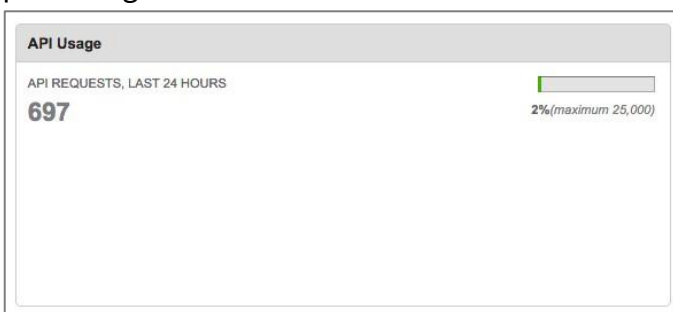 API Usage
API REQUESTS, LAST 24 HOURS
697
2%(maximum 25,000)